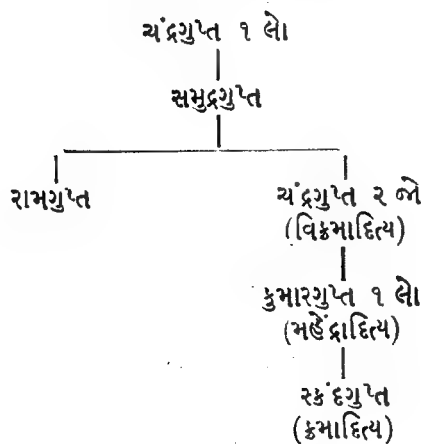 ચંદ્રગુપ્ત ૧ લો
સમુદ્રગુપ્ત
રામગુપ્ત
ચંદ્રગુપ્ત ૨ જો
(વિક્રમાદિત્ય)
કુમારગુપ્ત ૧ લો
(મહેંદ્રાદિત્ય)
સ્કંદગુપ્ત
(ક્રમાદિત્ય)